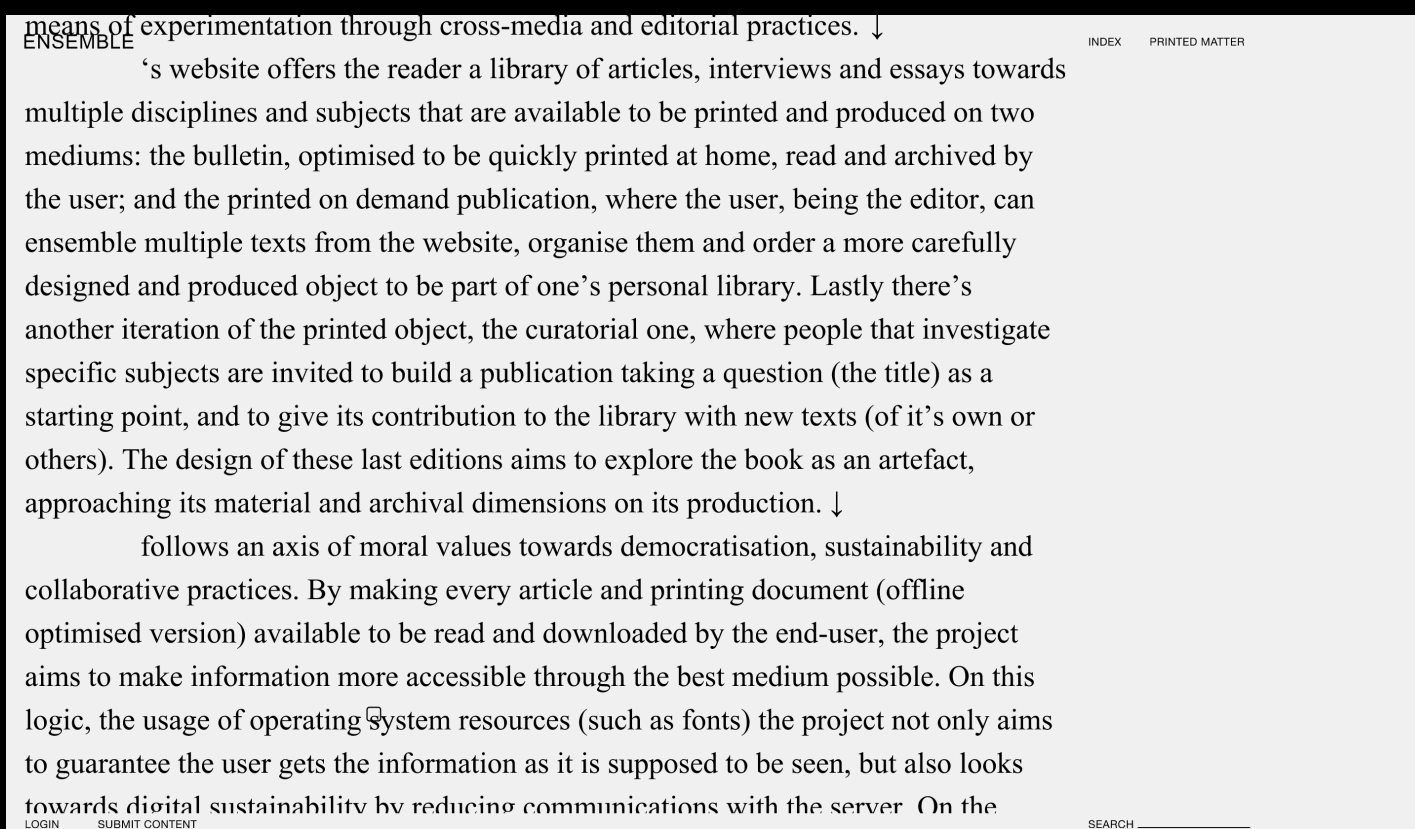 means of experimentation through cross-media and editorial practices. ↓
ENSEMBLE
INDEX PRINTED MATTER
‘s website offers the reader a library of articles, interviews and essays towards
multiple disciplines and subjects that are available to be printed and produced on two
mediums: the bulletin, optimised to be quickly printed at home, read and archived by
the user; and the printed on demand publication, where the user, being the editor, can
ensemble multiple texts from the website, organise them and order a more carefully
designed and produced object to be part of one’s personal library. Lastly there’s
another iteration of the printed object, the curatorial one, where people that investigate
specific subjects are invited to build a publication taking a question (the title) as a
starting point, and to give its contribution to the library with new texts (of it’s own or
others). The design of these last editions aims to explore the book as an artefact,
approaching its material and archival dimensions on its production. ↓
follows an axis of moral values towards democratisation, sustainability and
collaborative practices. By making every article and printing document (offline
optimised version) available to be read and downloaded by the end-user, the project
aims to make information more accessible through the best medium possible. On this
logic, the usage of operating system resources (such as fonts) the project not only aims
to guarantee the user gets the information as it is supposed to be seen, but also looks
towards digital sustainability by reducing communications with the server. On the
LOGIN SUBMIT CONTENT
SEARCH